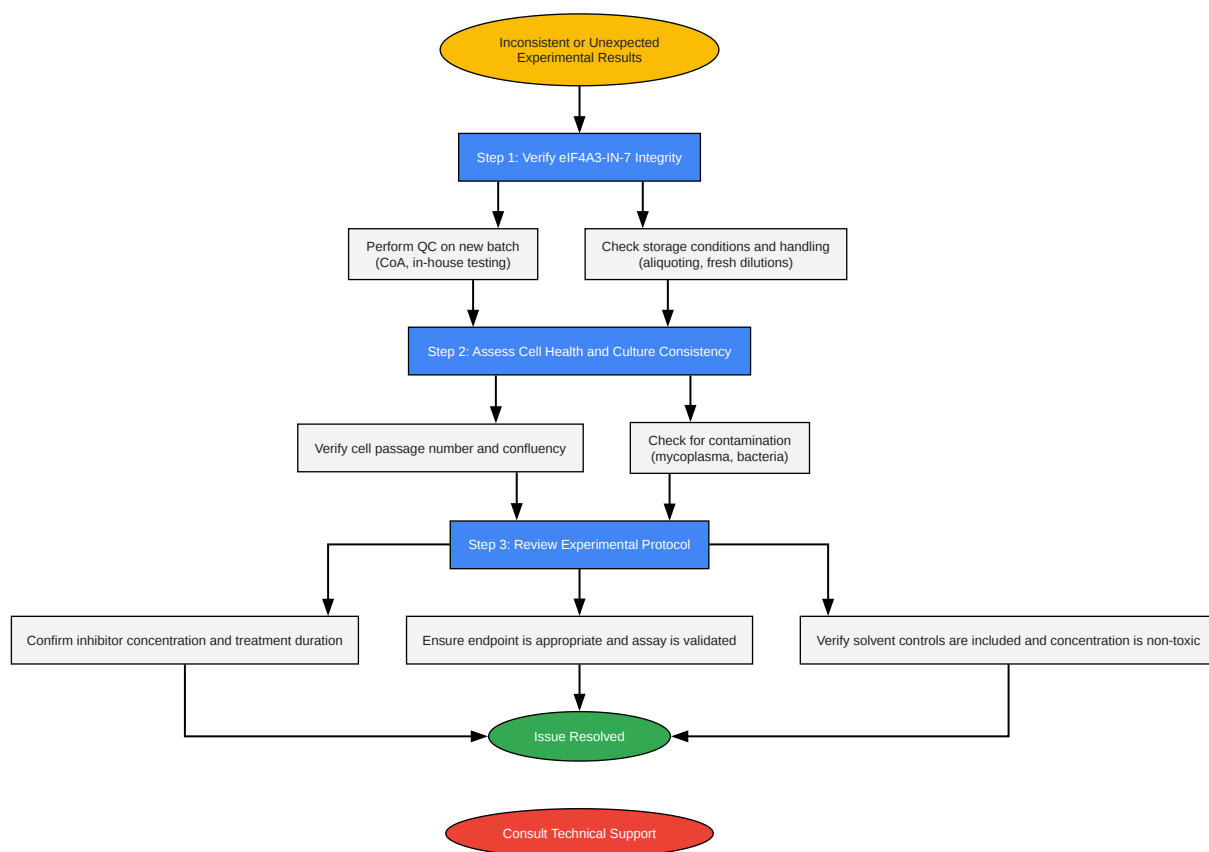 Inconsistent or Unexpected
Experimental Results
Step 1: Verify eIF4A3-IN-7 Integrity
Perform QC on new batch
(CoA, in-house testing)
Check storage conditions and handling
(aliquoting, fresh dilutions)
Step 2: Assess Cell Health and Culture Consistency
Verify cell passage number and confluency
Check for contamination
(mycoplasma, bacteria)
Step 3: Review Experimental Protocol
Confirm inhibitor concentration and treatment duration
Ensure endpoint is appropriate and assay is validated
Verify solvent controls are included and concentration is non-toxic
Issue Resolved
Consult Technical Support